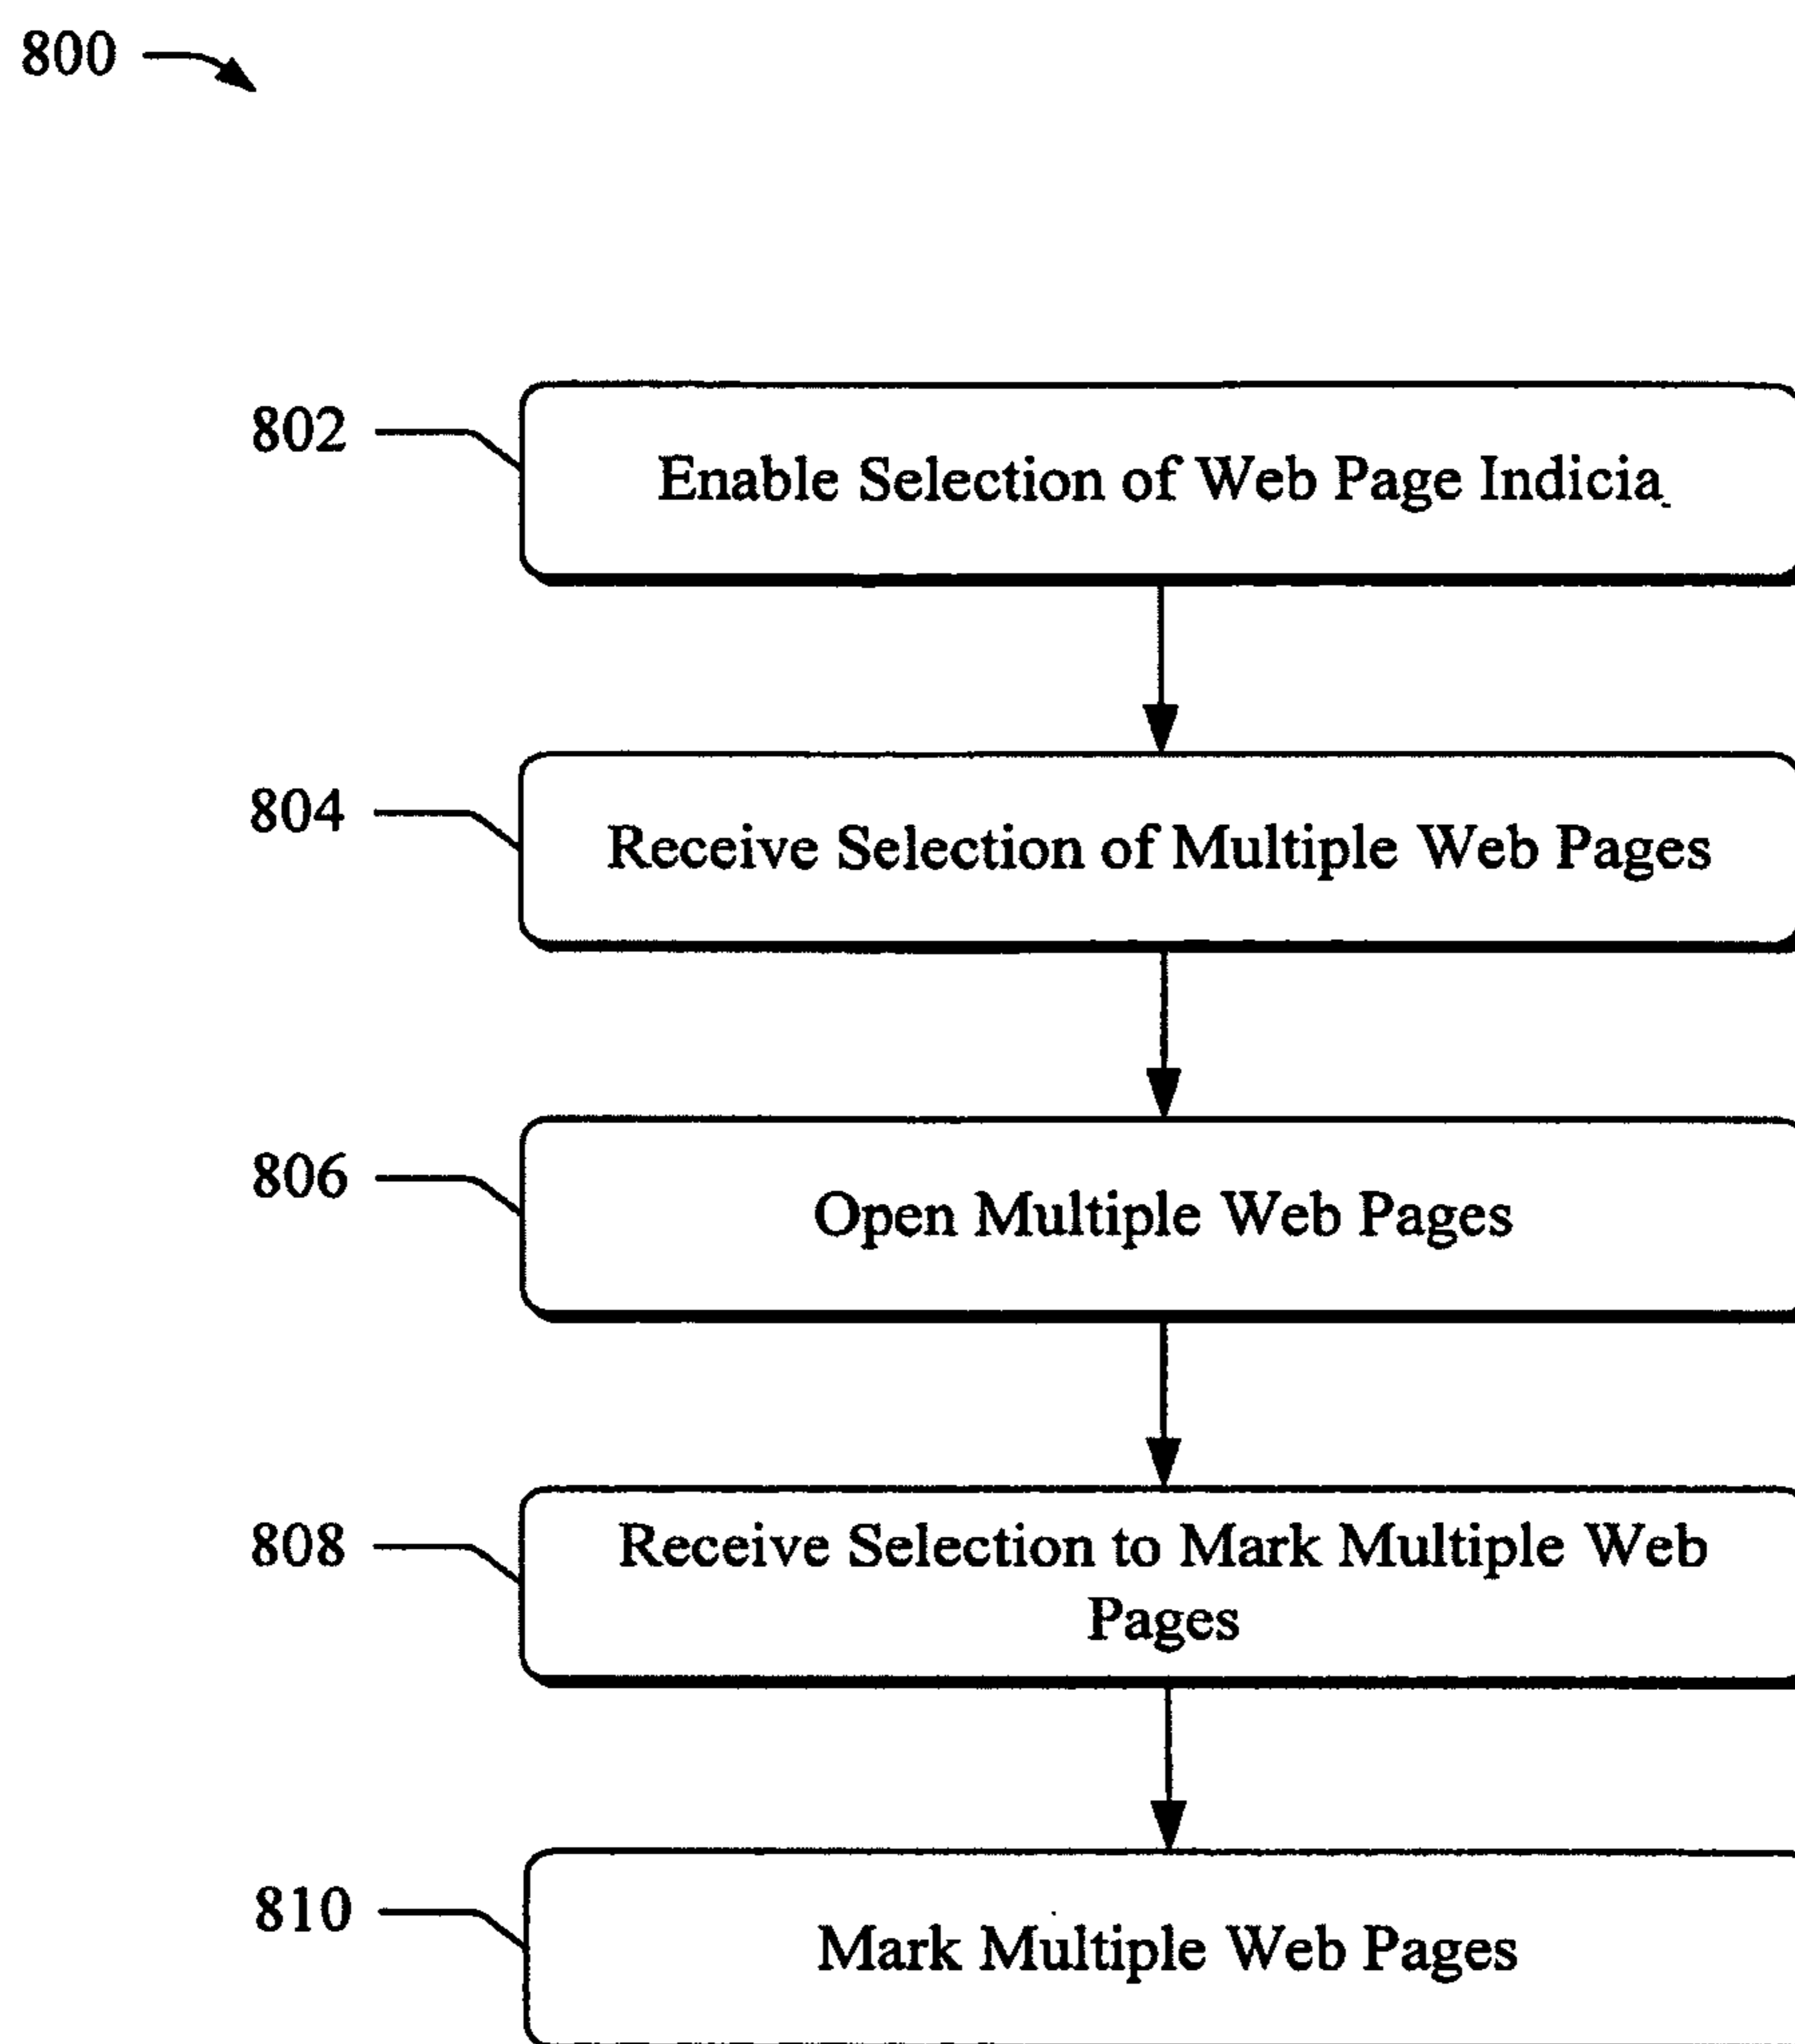 800
802
Enable Selection of Web Page Indicia
804
Receive Selection of Multiple Web Pages
806
Open Multiple Web Pages
808
Receive Selection to Mark Multiple Web
Pages
810
Mark Multiple Web Pages